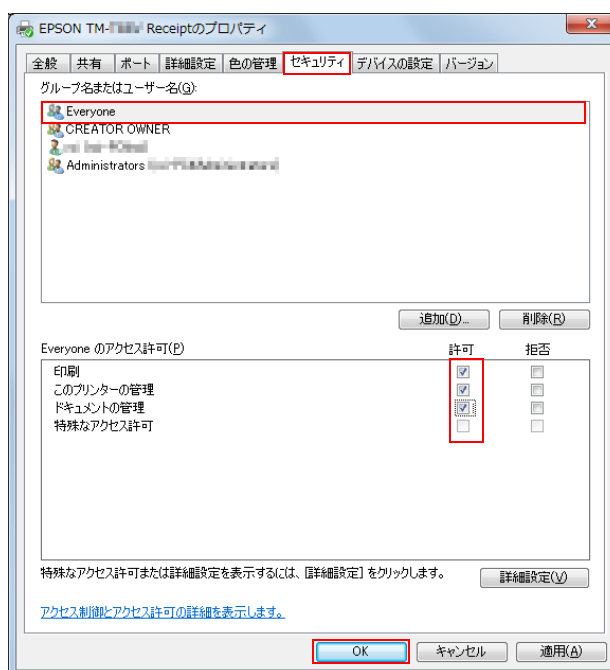 EPSON TM- Receiptのプロパティ
全般 共有 ポート 詳細設定 色の管理 セキュリティ デバイスの設定 バージョン
グループ名またはユーザー名(G):
Everyone
CREATOR OWNER
Administrators
追加(D)... 削除(R)
Everyone のアクセス許可(P) 許可 拒否
印刷
このプリンターの管理
ドキュメントの管理
特殊なアクセス許可
特殊なアクセス許可または詳細設定を表示するには、[詳細設定] をクリックします。
詳細設定(V)
アクセス制御とアクセス許可の詳細を表示します。
OK キャンセル 適用(A)